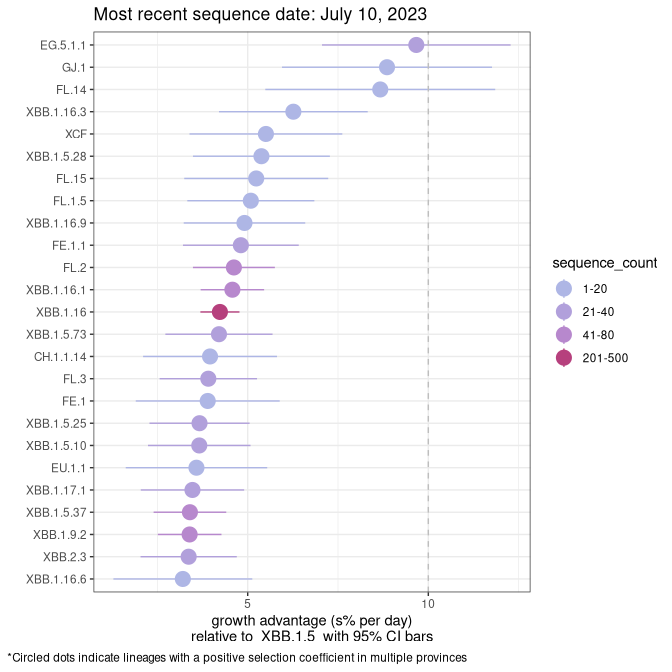 Most recent sequence date: July 10, 2023
EG.5.1.1
GJ.1
FL.14
XBB.1.16.3
XCF
XBB.1.5.28
FL.15
FL.1.5
XBB.1.16.9
FE.1.1
FL.2
XBB.1.16.1
XBB.1.16
XBB.1.5.73
CH.1.1.14
FL.3
FE.1
XBB.1.5.25
XBB.1.5.10
EU.1.1
XBB.1.17.1
XBB.1.5.37
XBB.1.9.2
XBB.2.3
XBB.1.16.6
5 10
growth advantage (s% per day)
relative to XBB.1.5 with 95% CI bars
sequence_count
1-20
21-40
41-80
201-500
*Circled dots indicate lineages with a positive selection coefficient in multiple provinces